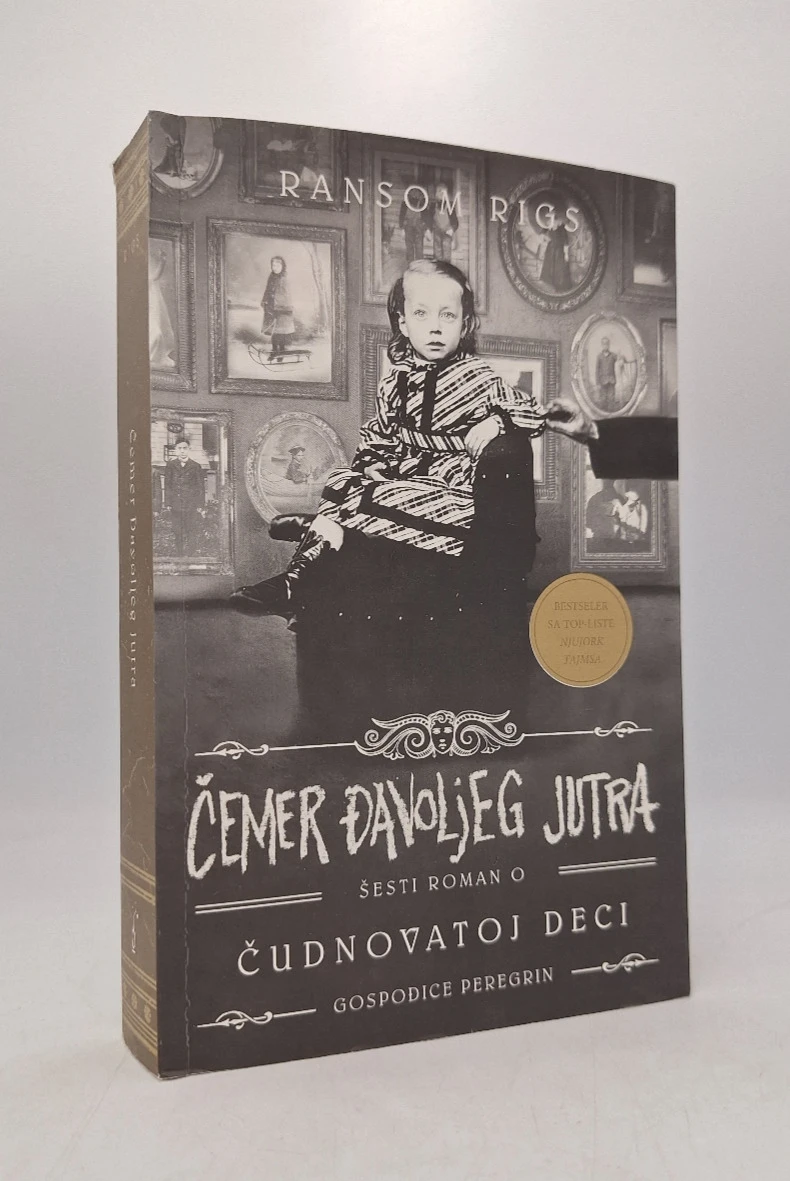 RANSOM RIGS
BESTSELER
SA TOP-LISTE
NJUJORK
TAJMSA
ČEMER ĐAVOLJEG JUTRA
ŠESTI ROMAN O
ČUDNOVATOJ DECI
GOSPOĐICE PEREGRIN
Čemer Đavoljeg Jutra